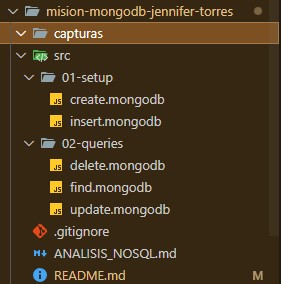 mision-mongodb-jennifer-torres
capturas
src
01-setup
JS create.mongodb
JS insert.mongodb
02-queries
JS delete.mongodb
JS find.mongodb
JS update.mongodb
.gitignore
ANALISIS_NOSQL.md
README.md M